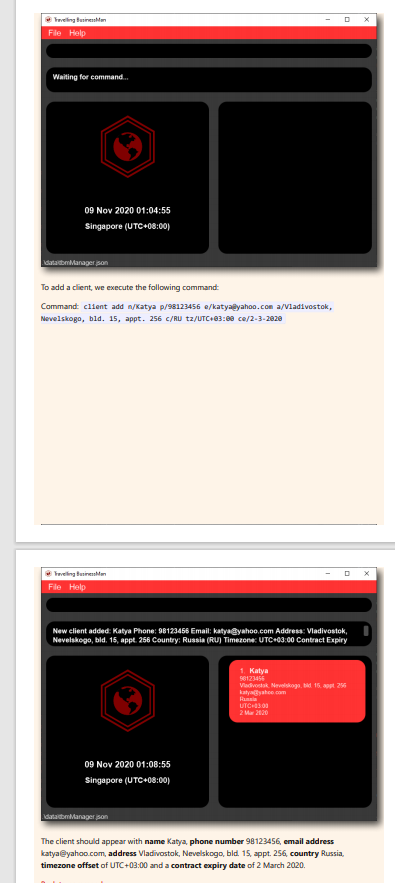 Travelling BusinessMan
File Help
Waiting for command...
09 Nov 2020 01:04:55
Singapore (UTC+08:00)
\data\tbmManager.json
To add a client, we execute the following command:
Command: client add n/Katya p/98123456 e/katya@yahoo.com a/Vladivostok,
Nevelskogo, bld. 15, appt. 256 c/RU tz/UTC+03:00 ce/2-3-2020
Travelling BusinessMan
File Help
New client added: Katya Phone: 98123456 Email: katya@yahoo.com Address: Vladivostok,
Nevelskogo, bld. 15, appt. 256 Country: Russia (RU) Timezone: UTC+03:00 Contract Expiry
1. Katya
98123456
Vladivostok, Nevelskogo, bld. 15, appt. 256
katya@yahoo.com
Russia
UTC+03:00
2 Mar 2020
09 Nov 2020 01:08:55
Singapore (UTC+08:00)
\data\tbmManager.json
The client should appear with name Katya, phone number 98123456, email address
katya@yahoo.com, address Vladivostok, Nevelskogo, bld. 15, appt. 256, country Russia,
timezone offset of UTC+03:00 and a contract expiry date of 2 March 2020.